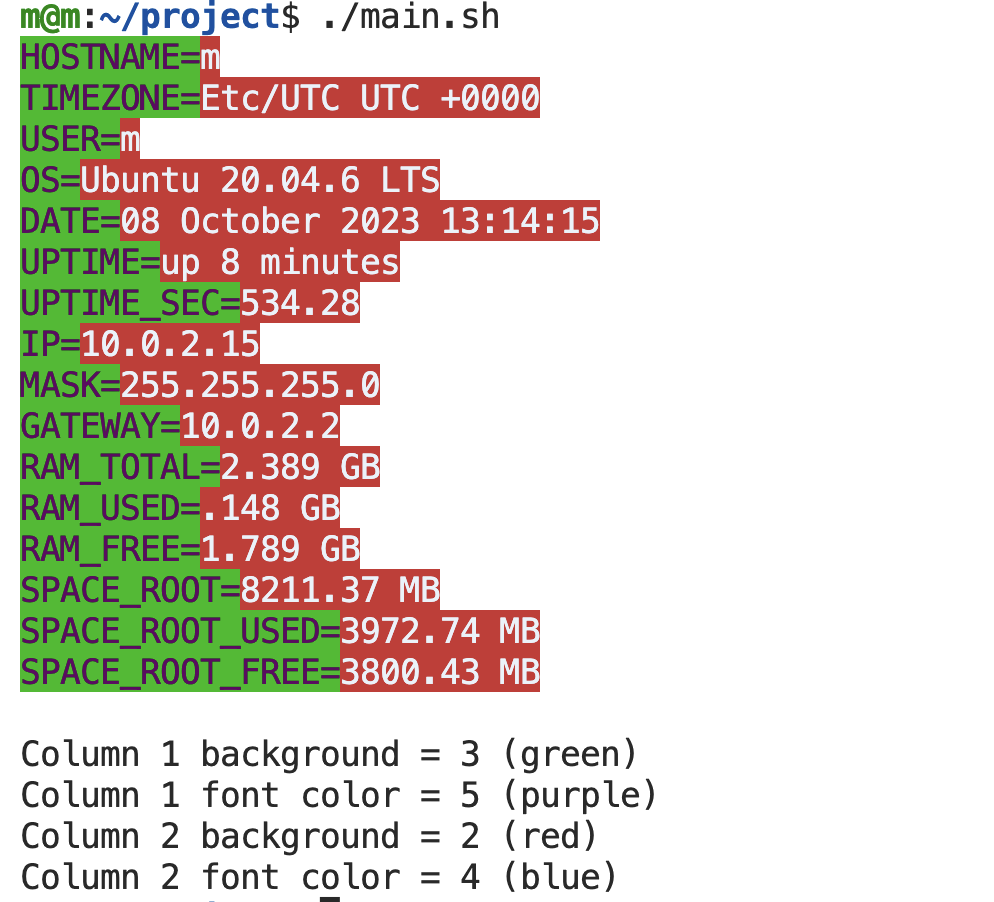 m@m:~/project$ ./main.sh
HOSTNAME=m
TIMEZONE=Etc/UTC UTC +0000
USER=m
OS=Ubuntu 20.04.6 LTS
DATE=08 October 2023 13:14:15
UPTIME=up 8 minutes
UPTIME_SEC=534.28
IP=10.0.2.15
MASK=255.255.255.0
GATEWAY=10.0.2.2
RAM_TOTAL=2.389 GB
RAM_USED=.148 GB
RAM_FREE=1.789 GB
SPACE_ROOT=8211.37 MB
SPACE_ROOT_USED=3972.74 MB
SPACE_ROOT_FREE=3800.43 MB
Column 1 background = 3 (green)
Column 1 font color = 5 (purple)
Column 2 background = 2 (red)
Column 2 font color = 4 (blue)